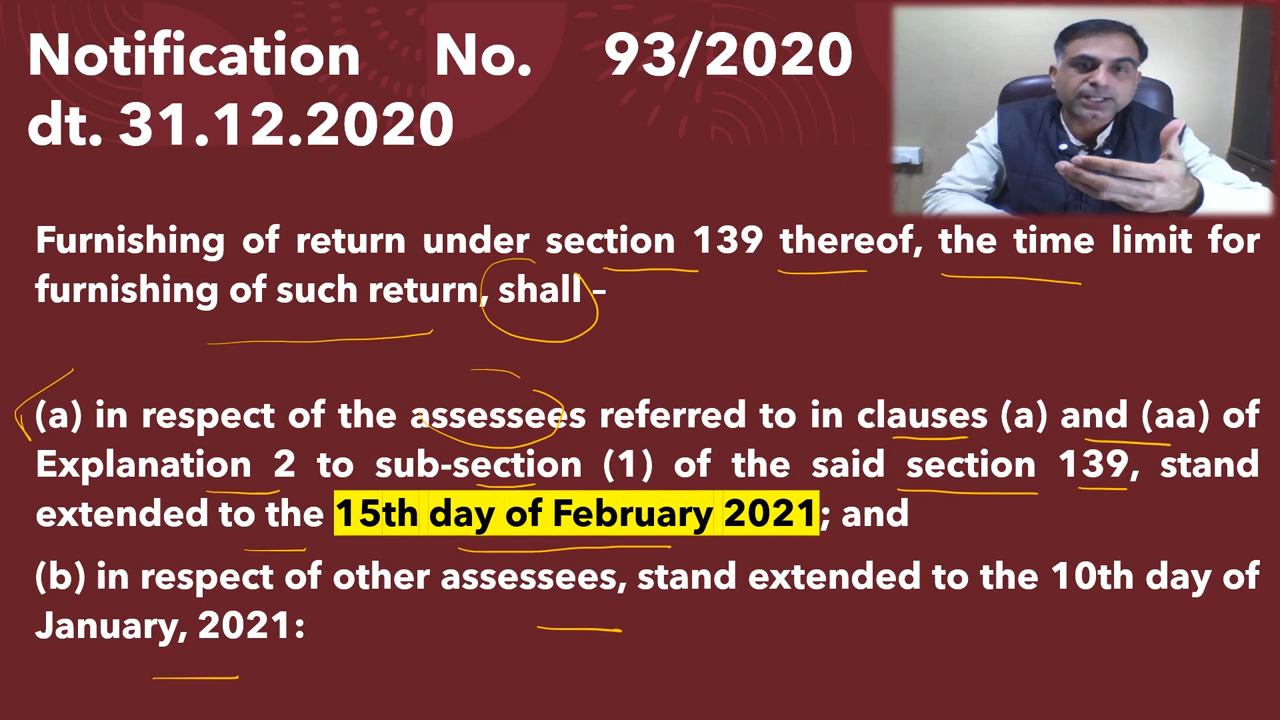 Notification No. 93/2020
dt. 31.12.2020
Furnishing of return under section 139 thereof, the time limit for
furnishing of such return, shall –
(a) in respect of the assessees referred to in clauses (a) and (aa) of
Explanation 2 to sub-section (1) of the said section 139, stand
extended to the 15th day of February 2021; and
(b) in respect of other assessees, stand extended to the 10th day of
January, 2021: